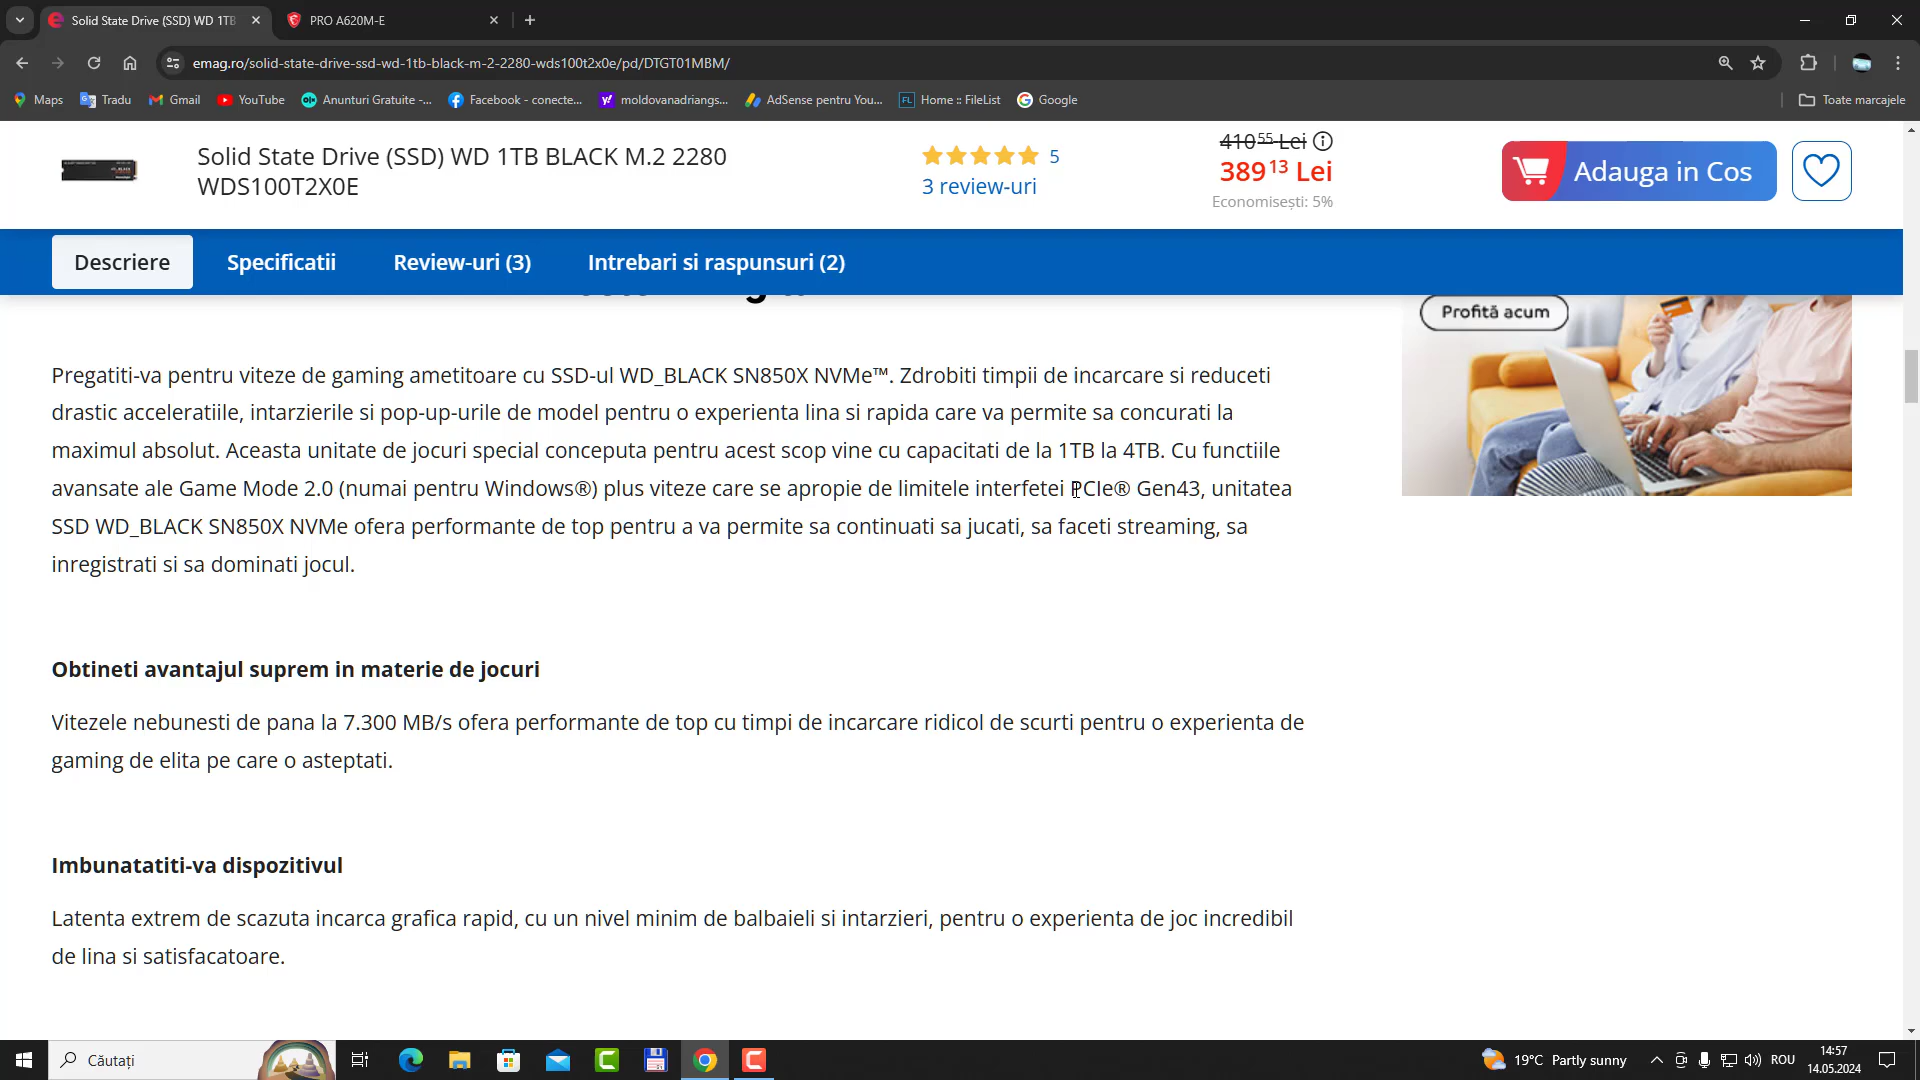 Solid State Drive (SSD) WD 1TB
PRO A620M-E
emag.ro/solid-state-drive-ssd-wd-1tb-black-m-2-2280-wds100t2x0e/pd/DTGT01MBM/
Maps Tradu Gmail YouTube Anunturi Gratuite -... Facebook - conecte... moldovanadriangs... AdSense pentru You... FL Home :: FileList Google Toate marcajele
Solid State Drive (SSD) WD 1TB BLACK M.2 2280
WDS100T2X0E
5
3 review-uri
410⁵⁵ Lei
389¹³ Lei
Economisești: 5%
Adauga in Cos
Descriere Specificatii Review-uri (3) Intrebari si raspunsuri (2)
Profită acum
Pregatiti-va pentru viteze de gaming ametitoare cu SSD-ul WD_BLACK SN850X NVMe™. Zdrobiti timpii de incarcare si reduceti
drastic acceleratiile, intarzierile si pop-up-urile de model pentru o experienta lina si rapida care va permite sa concurati la
maximul absolut. Aceasta unitate de jocuri special conceputa pentru acest scop vine cu capacitati de la 1TB la 4TB. Cu functiile
avansate ale Game Mode 2.0 (numai pentru Windows®) plus viteze care se apropie de limitele interfetei PCIe® Gen43, unitatea
SSD WD_BLACK SN850X NVMe ofera performante de top pentru a va permite sa continuati sa jucati, sa faceti streaming, sa
inregistrati si sa dominati jocul.
Obtineti avantajul suprem in materie de jocuri
Vitezele nebunesti de pana la 7.300 MB/s ofera performante de top cu timpi de incarcare ridicol de scurti pentru o experienta de
gaming de elita pe care o asteptati.
Imbunatatiti-va dispozitivul
Latenta extrem de scazuta incarca grafica rapid, cu un nivel minim de balbaieli si intarzieri, pentru o experienta de joc incredibil
de lina si satisfacatoare.
Căutați
19°C Partly sunny
ROU
14:57
14.05.2024